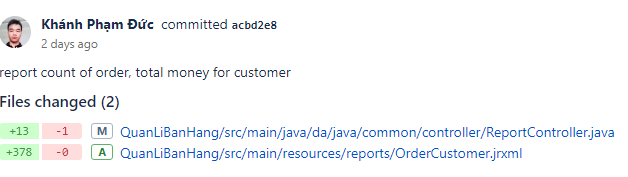 Khánh Phạm Đức committed acbd2e8
2 days ago
report count of order, total money for customer
Files changed (2)
+13 -1 M QuanLiBanHang/src/main/java/da/java/common/controller/ReportController.java
+378 -0 A QuanLiBanHang/src/main/resources/reports/OrderCustomer.jrxml